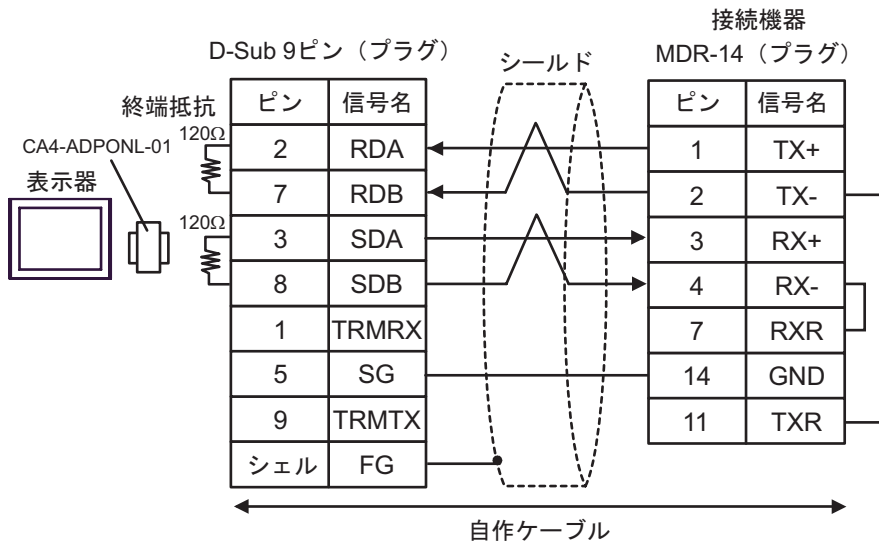 接続機器
D-Sub 9ピン（プラグ）
シールド
MDR-14（プラグ）
終端抵抗
CA4-ADPONL-01
表示器
120Ω
120Ω
ピン 信号名
2 RDA
7 RDB
3 SDA
8 SDB
1 TRMRX
5 SG
9 TRMTX
シェル FG
ピン 信号名
1 TX+
2 TX-
3 RX+
4 RX-
7 RXR
14 GND
11 TXR
自作ケーブル